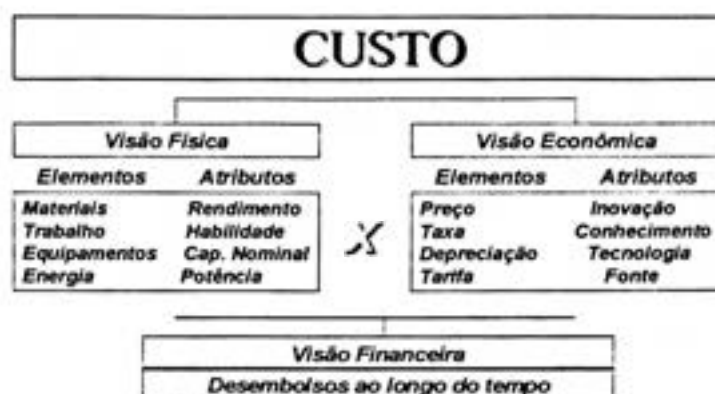 CUSTO
Visão Física
Elementos Atributos
Materiais Rendimento
Trabalho Habilidade
Equipamentos Cap. Nominal
Energia Potência
X
Visão Econômica
Elementos Atributos
Preço Inovação
Taxa Conhecimento
Depreciação Tecnologia
Tarifa Fonte
Visão Financeira
Desembolsos ao longo do tempo